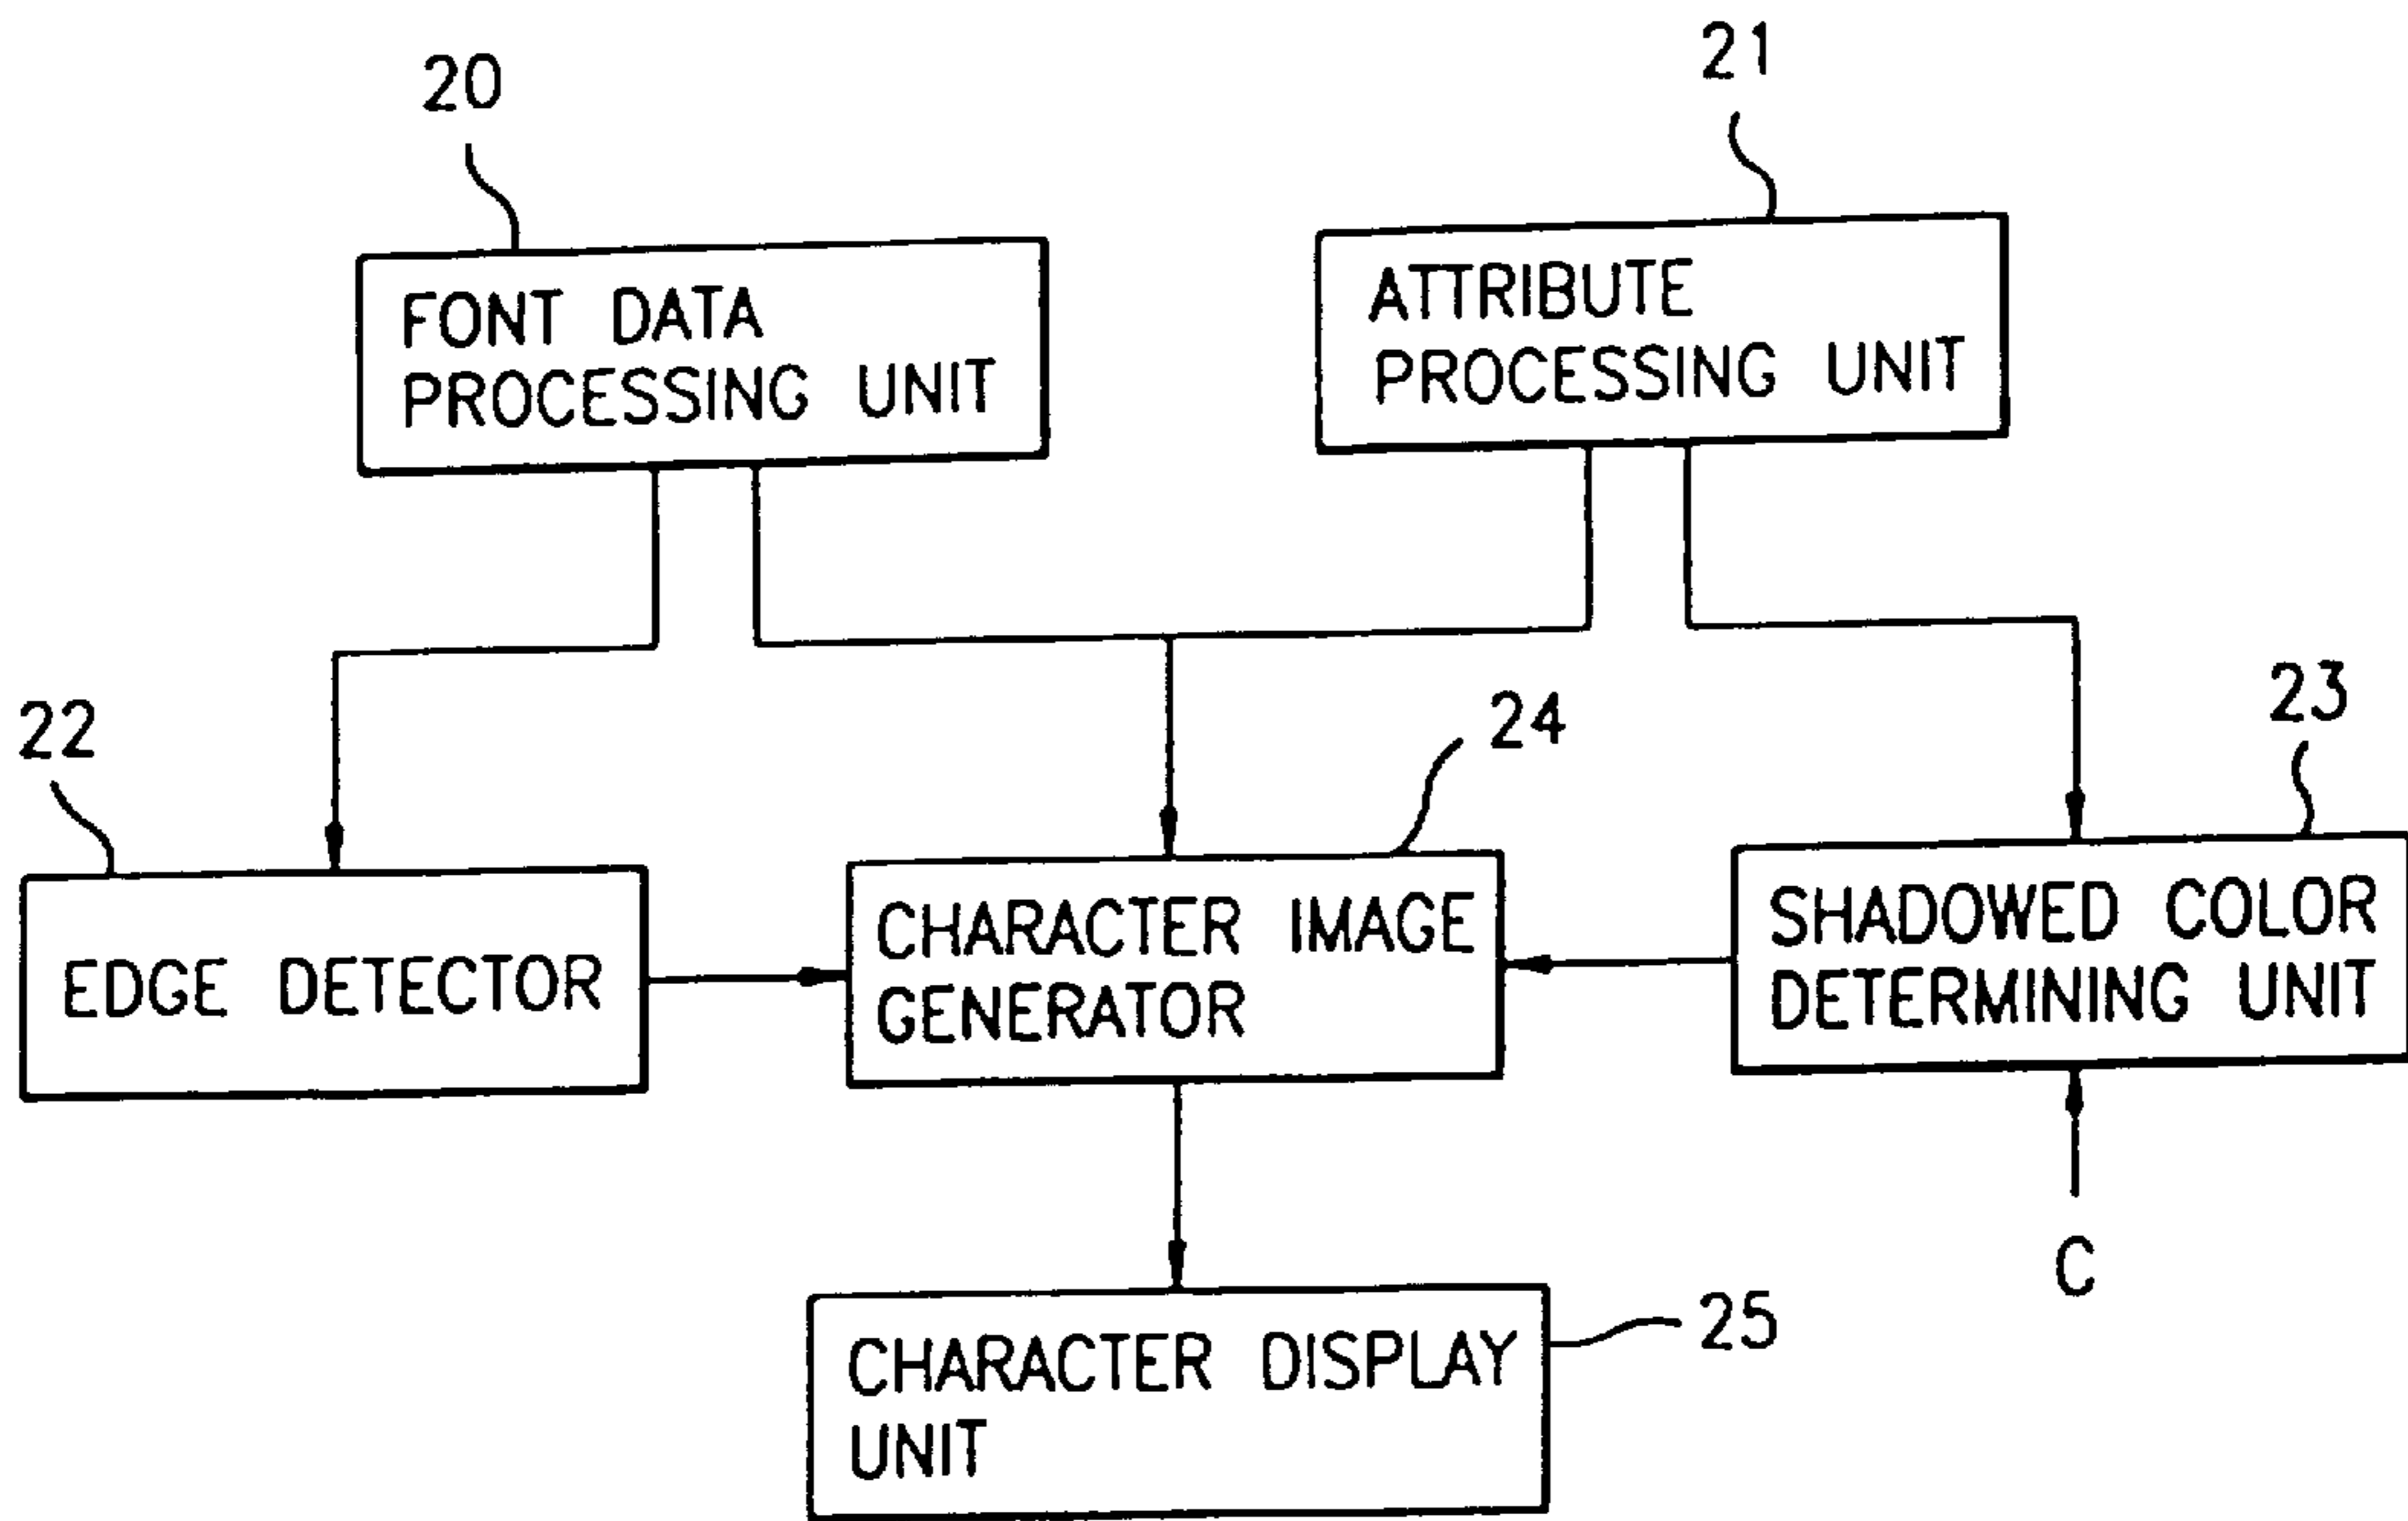 20
21
FONT DATA
PROCESSING UNIT
ATTRIBUTE
PROCESSING UNIT
22
24
23
EDGE DETECTOR
CHARACTER IMAGE
GENERATOR
SHADOWED COLOR
DETERMINING UNIT
C
CHARACTER DISPLAY
UNIT
25